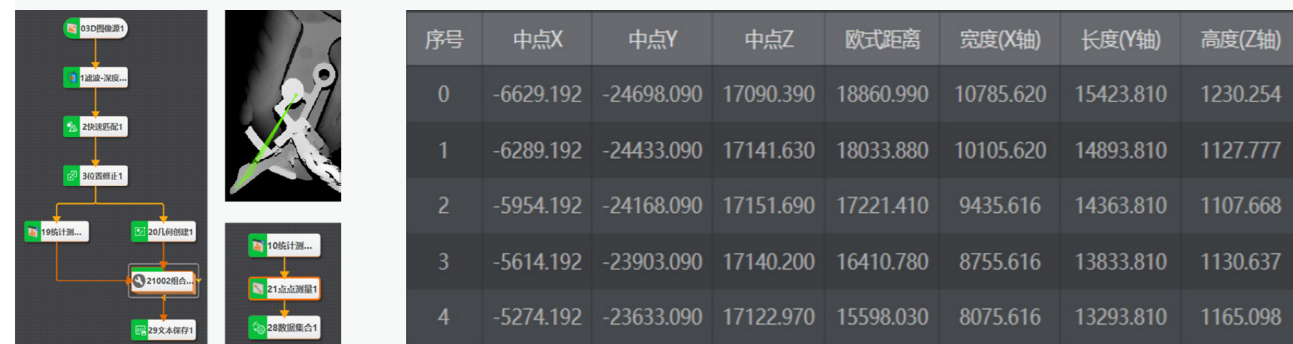 03D图像源1
1滤波-深度...
2快速匹配1
3位置修正1
19统计测...
20几何创建1
21002组合...
29文本保存1
10统计测...
21点点测量1
28数据集合1
序号 中点X 中点Y 中点Z 欧式距离 宽度(X轴) 长度(Y轴) 高度(Z轴)
0 -6629.192 -24698.090 17090.390 18860.990 10785.620 15423.810 1230.254
1 -6289.192 -24433.090 17141.630 18033.880 10105.620 14893.810 1127.777
2 -5954.192 -24168.090 17151.690 17221.410 9435.616 14363.810 1107.668
3 -5614.192 -23903.090 17140.200 16410.780 8755.616 13833.810 1130.637
4 -5274.192 -23633.090 17122.970 15598.030 8075.616 13293.810 1165.098